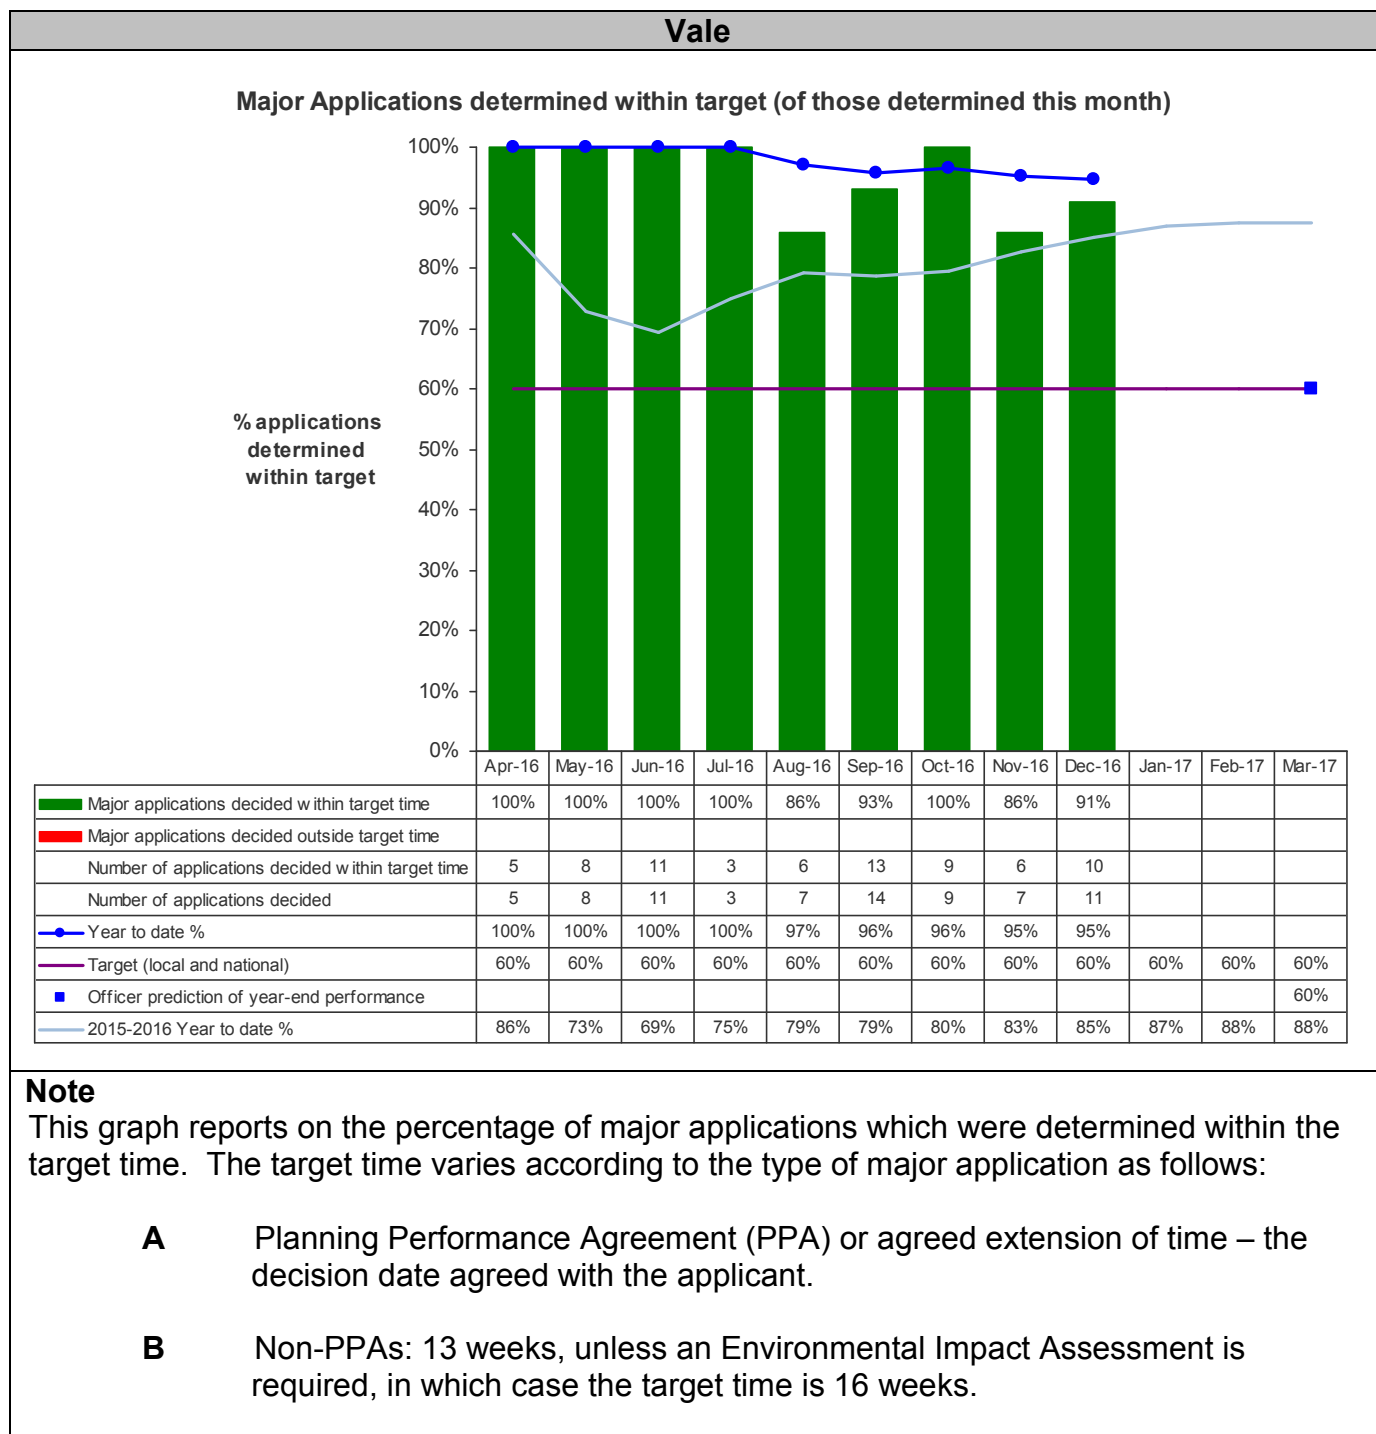 Vale
Major Applications determined within target (of those determined this month)
% applications
determined
within target
100%
90%
80%
70%
60%
50%
40%
30%
20%
10%
0%
Apr-16 May-16 Jun-16 Jul-16 Aug-16 Sep-16 Oct-16 Nov-16 Dec-16 Jan-17 Feb-17 Mar-17
Major applications decided within target time 100% 100% 100% 100% 86% 93% 100% 86% 91%
Major applications decided outside target time
Number of applications decided within target time 5 8 11 3 6 13 9 6 10
Number of applications decided 5 8 11 3 7 14 9 7 11
Year to date % 100% 100% 100% 100% 97% 96% 96% 95% 95%
Target (local and national) 60% 60% 60% 60% 60% 60% 60% 60% 60% 60% 60% 60%
Officer prediction of year-end performance 60%
2015-2016 Year to date % 86% 73% 69% 75% 79% 79% 80% 83% 85% 87% 88% 88%
Note
This graph reports on the percentage of major applications which were determined within the
target time. The target time varies according to the type of major application as follows:
A Planning Performance Agreement (PPA) or agreed extension of time – the
decision date agreed with the applicant.
B Non-PPAs: 13 weeks, unless an Environmental Impact Assessment is
required, in which case the target time is 16 weeks.